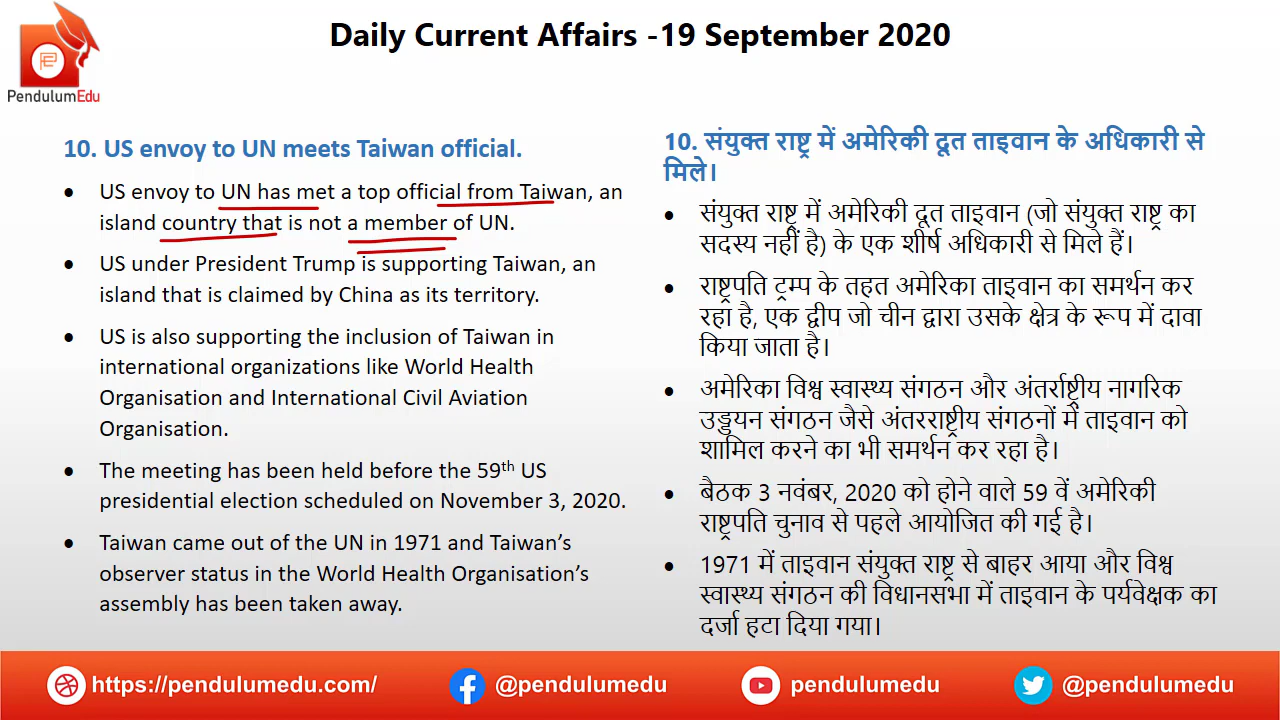 Daily Current Affairs -19 September 2020
PE
PendulumEdu
10. US envoy to UN meets Taiwan official.
• US envoy to UN has met a top official from Taiwan, an
island country that is not a member of UN.
• US under President Trump is supporting Taiwan, an
island that is claimed by China as its territory.
• US is also supporting the inclusion of Taiwan in
international organizations like World Health
Organisation and International Civil Aviation
Organisation.
• The meeting has been held before the 59th US
presidential election scheduled on November 3, 2020.
• Taiwan came out of the UN in 1971 and Taiwan’s
observer status in the World Health Organisation’s
assembly has been taken away.
10. संयुक्त राष्ट्र में अमेरिकी दूत ताइवान के अधिकारी से
मिले।
• संयुक्त राष्ट्र में अमेरिकी दूत ताइवान (जो संयुक्त राष्ट्र का
सदस्य नहीं है) के एक शीर्ष अधिकारी से मिले हैं।
• राष्ट्रपति ट्रम्प के तहत अमेरिका ताइवान का समर्थन कर
रहा है, एक द्वीप जो चीन द्वारा उसके क्षेत्र के रूप में दावा
किया जाता है।
• अमेरिका विश्व स्वास्थ्य संगठन और अंतर्राष्ट्रीय नागरिक
उड्डयन संगठन जैसे अंतरराष्ट्रीय संगठनों में ताइवान को
शामिल करने का भी समर्थन कर रहा है।
• बैठक 3 नवंबर, 2020 को होने वाले 59 वें अमेरिकी
राष्ट्रपति चुनाव से पहले आयोजित की गई है।
• 1971 में ताइवान संयुक्त राष्ट्र से बाहर आया और विश्व
स्वास्थ्य संगठन की विधानसभा में ताइवान के पर्यवेक्षक का
दर्जा हटा दिया गया।
https://pendulumedu.com/
@pendulumedu
pendulumedu
@pendulumedu